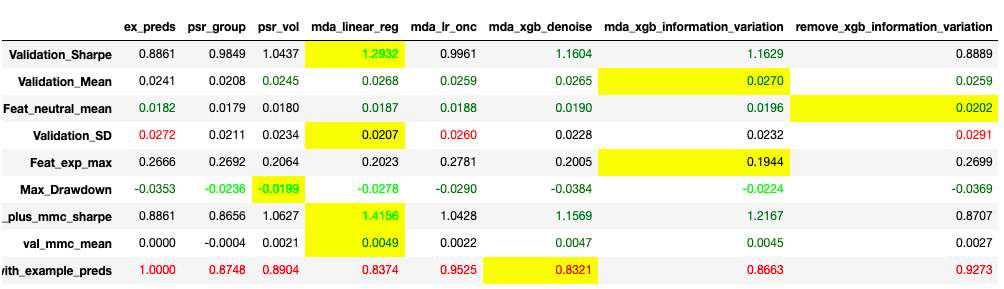 ex_preds psr_group psr_vol mda_linear_reg mda_lr_onc mda_xgb_denoise mda_xgb_information_variation remove_xgb_information_variation
Validation_Sharpe 0.8861 0.9849 1.0437 1.2932 0.9961 1.1604 1.1629 0.8889
Validation_Mean 0.0241 0.0208 0.0245 0.0268 0.0259 0.0265 0.0270 0.0259
Feat_neutral_mean 0.0182 0.0179 0.0180 0.0187 0.0188 0.0190 0.0196 0.0202
Validation_SD 0.0272 0.0211 0.0234 0.0207 0.0260 0.0228 0.0232 0.0291
Feat_exp_max 0.2666 0.2692 0.2064 0.2023 0.2781 0.2005 0.1944 0.2699
Max_Drawdown -0.0353 -0.0236 -0.0199 -0.0278 -0.0290 -0.0384 -0.0224 -0.0369
_plus_mmc_sharpe 0.8861 0.8656 1.0627 1.4156 1.0428 1.1569 1.2167 0.8707
val_mmc_mean 0.0000 -0.0004 0.0021 0.0049 0.0022 0.0047 0.0045 0.0027
with_example_preds 1.0000 0.8748 0.8904 0.8374 0.9525 0.8321 0.8663 0.9273